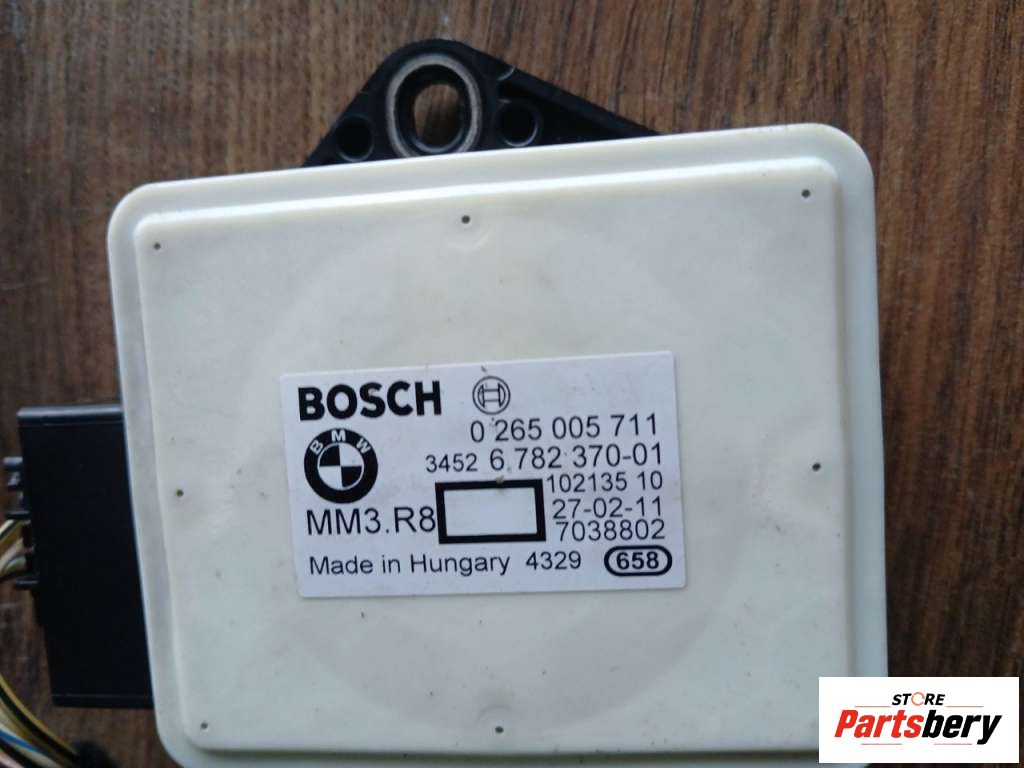 BOSCH
0 265 005 711
BMW
3452 6.782 370-01
102135 10
MM3.R8
27-02-11
7038802
Made in Hungary 4329 658
STORE
Partsbery